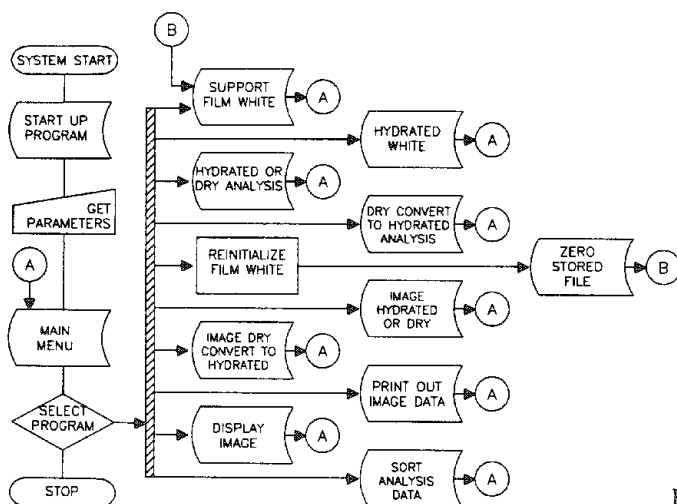 SYSTEM START
START UP
PROGRAM
GET
PARAMETERS
A
MAIN
MENU
SELECT
PROGRAM
STOP
B
SUPPORT
FILM WHITE
A
HYDRATED
WHITE
A
HYDRATED OR
DRY ANALYSIS
A
DRY CONVERT
TO HYDRATED
ANALYSIS
A
REINITIALIZE
FILM WHITE
ZERO
STORED
FILE
B
IMAGE
HYDRATED
OR DRY
A
IMAGE DRY
CONVERT TO
HYDRATED
A
PRINT OUT
IMAGE DATA
A
DISPLAY
IMAGE
A
SORT
ANALYSIS
DATA
A